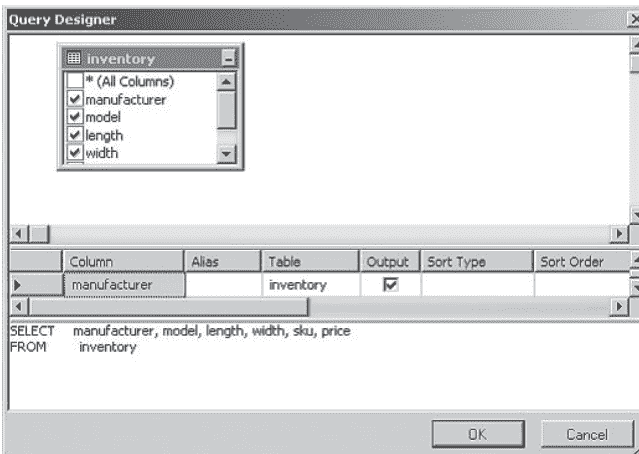 Query Designer
inventory
* (All Columns)
manufacturer
model
length
width
Column Alias Table Output Sort Type Sort Order
manufacturer inventory
SELECT manufacturer, model, length, width, sku, price
FROM inventory
OK Cancel